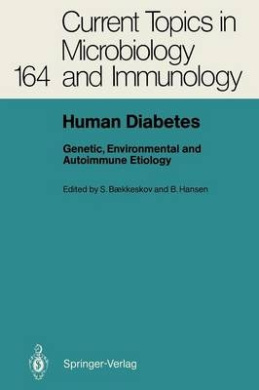 Current Topics in
Microbiology
164 and Immunology
Human Diabetes
Genetic, Environmental and
Autoimmune Etiology
Edited by S. Bækkeskov and B. Hansen
Springer-Verlag